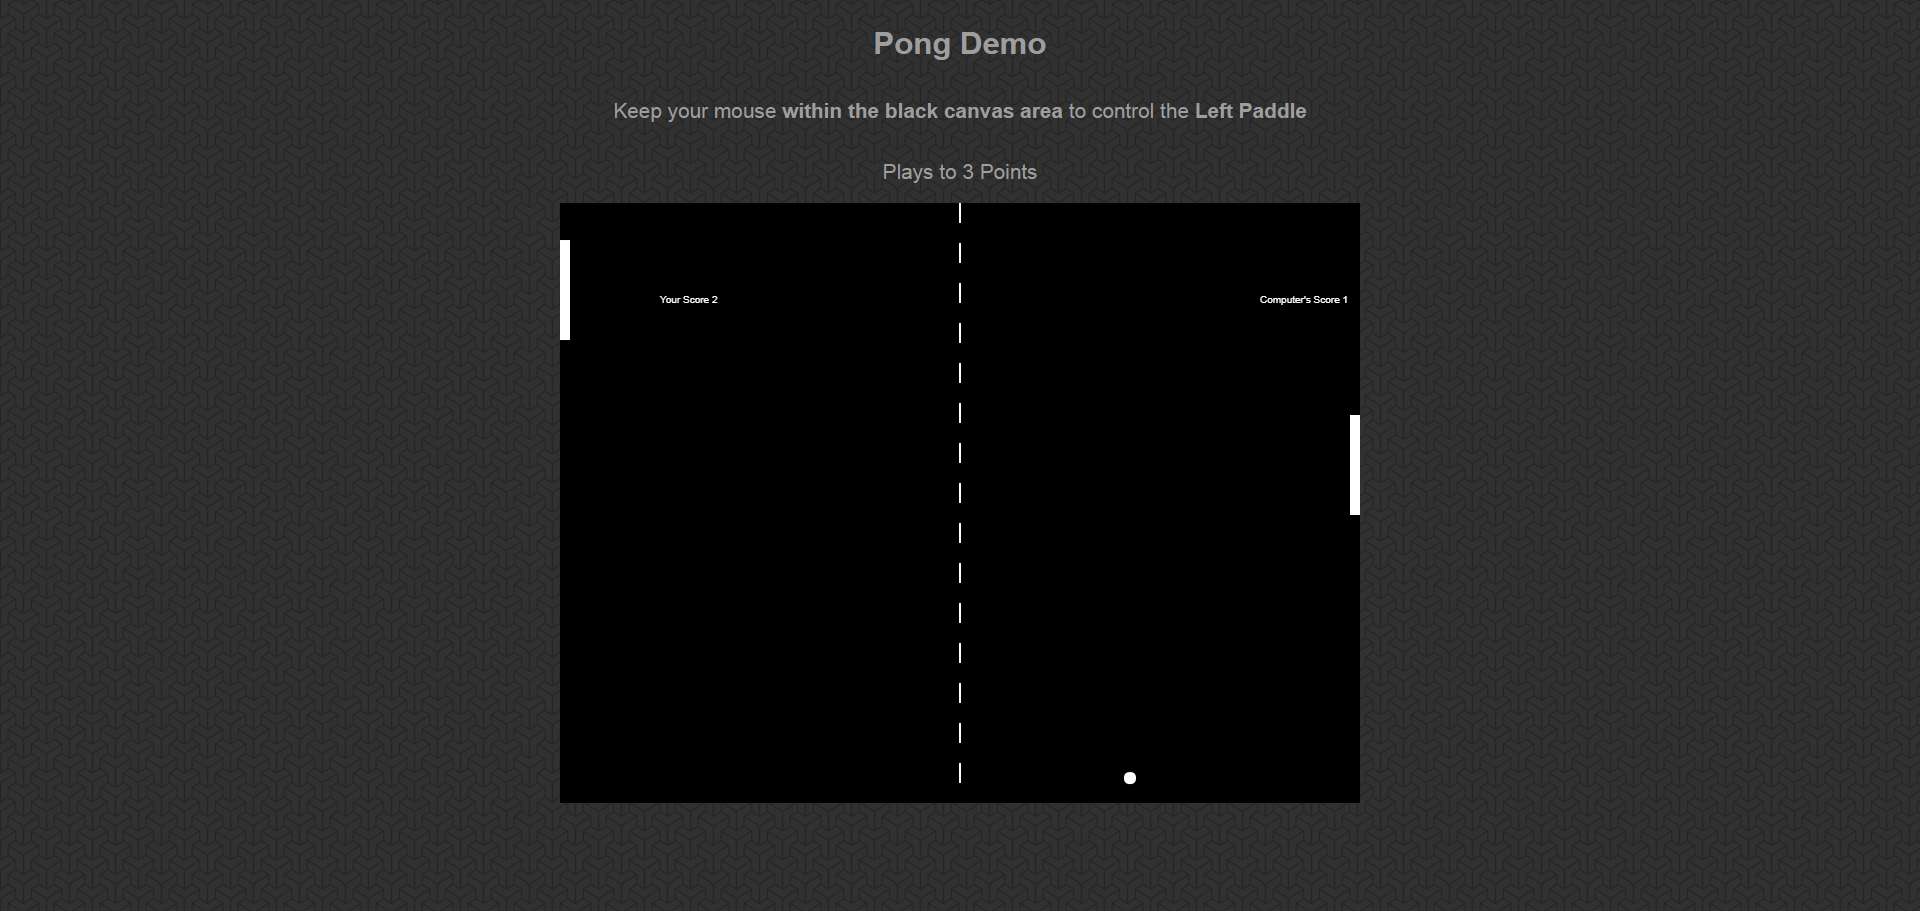 Pong Demo
Keep your mouse within the black canvas area to control the Left Paddle
Plays to 3 Points
Your Score 2
Computer's Score 1